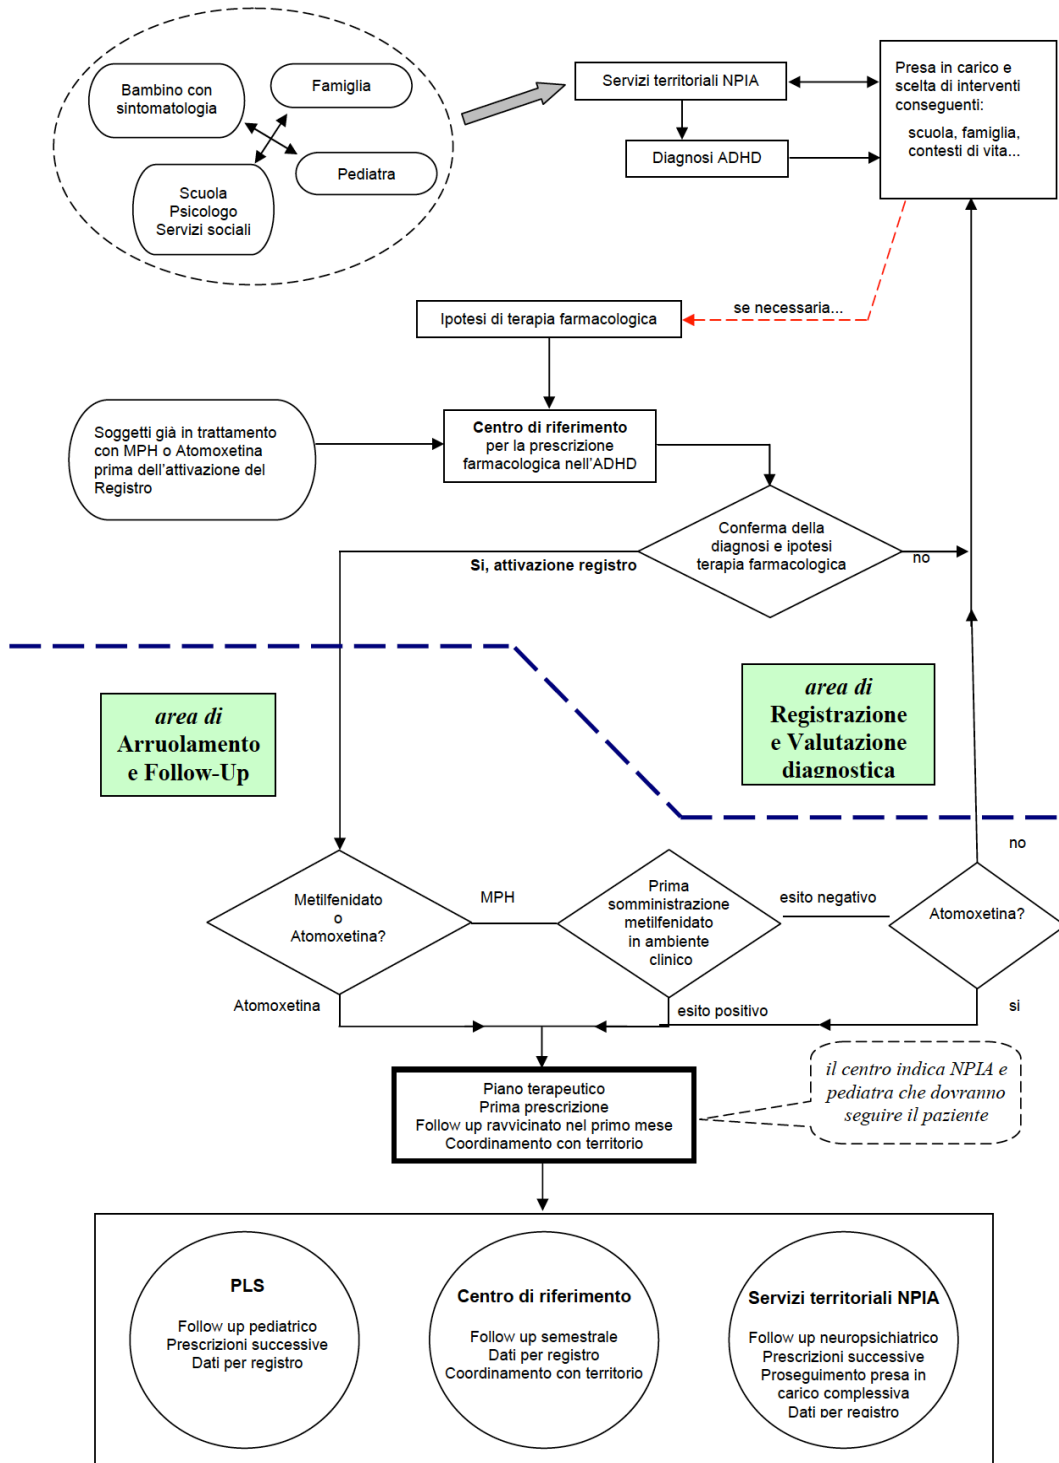 Bambino con
sintomatologia
Famiglia
Pediatra
Scuola
Psicologo
Servizi sociali
Servizi territoriali NPIA
Diagnosi ADHD
Presa in carico e
scelta di interventi
conseguenti:
scuola, famiglia,
contesti di vita...
se necessaria...
Ipotesi di terapia farmacologica
Soggetti già in trattamento
con MPH o Atomoxetina
prima dell'attivazione del
Registro
Centro di riferimento
per la prescrizione
farmacologica nell'ADHD
Conferma della
diagnosi e ipotesi
terapia farmacologica
Si, attivazione registro
no
area di
Arruolamento
e Follow-Up
area di
Registrazione
e Valutazione
diagnostica
no
Metilfenidato
o
Atomoxetina?
MPH
Prima
somministrazione
metilfenidato
in ambiente
clinico
esito negativo
Atomoxetina?
Atomoxetina
esito positivo
si
Piano terapeutico
Prima prescrizione
Follow up ravvicinato nel primo mese
Coordinamento con territorio
il centro indica NPIA e
pediatra che dovranno
seguire il paziente
PLS
Follow up pediatrico
Prescrizioni successive
Dati per registro
Centro di riferimento
Follow up semestrale
Dati per registro
Coordinamento con territorio
Servizi territoriali NPIA
Follow up neuropsichiatrico
Prescrizioni successive
Proseguimento presa in
carico complessiva
Dati per registro